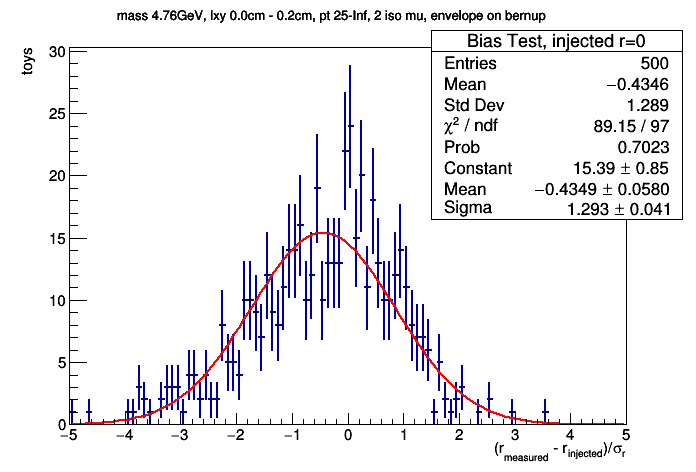 mass 4.76GeV, lxy 0.0cm - 0.2cm, pt 25-Inf, 2 iso mu, envelope on bernup
toys
30
25
20
15
10
5
0
−5 −4 −3 −2 −1 0 1 2 3 4 5
(r_measured - r_injected)/σ_r
Bias Test, injected r=0
Entries 500
Mean −0.4346
Std Dev 1.289
χ² / ndf 89.15 / 97
Prob 0.7023
Constant 15.39 ± 0.85
Mean −0.4349 ± 0.0580
Sigma 1.293 ± 0.041